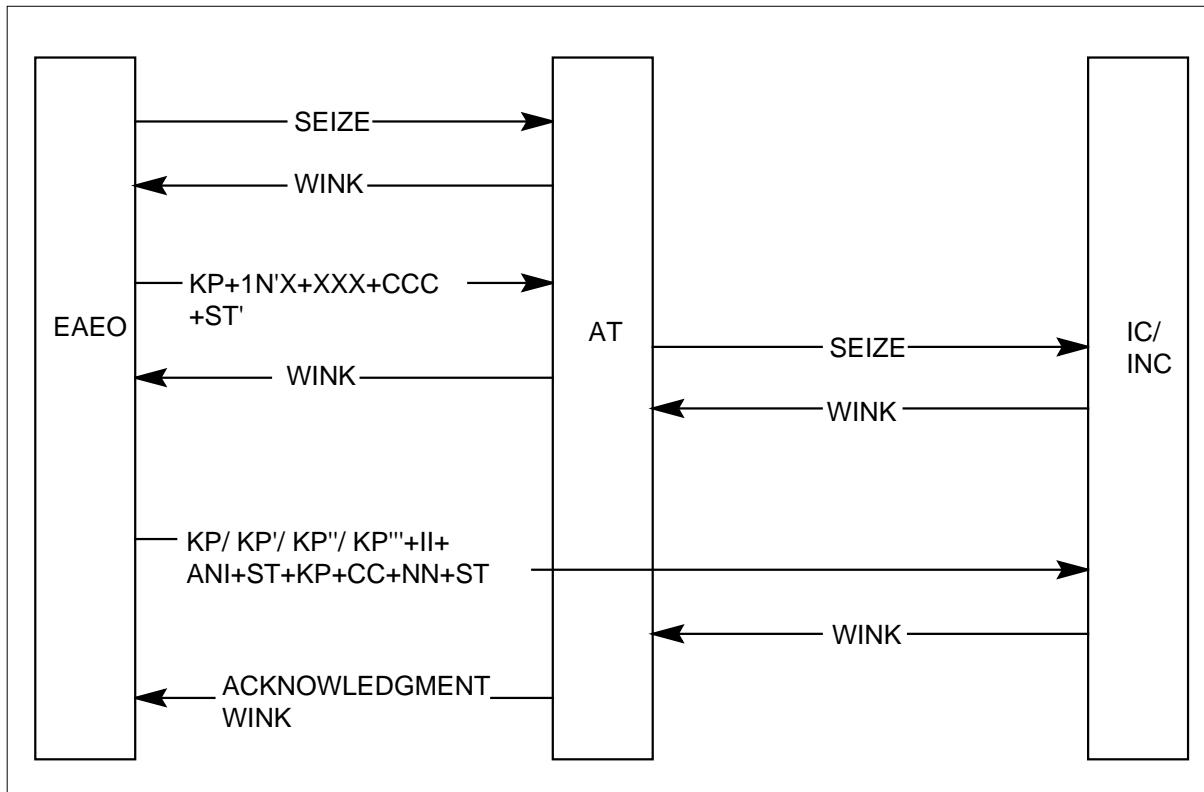 SEIZE
WINK
KP+1N'X+XXX+CCC
+ST'
EAEO
AT
IC/
INC
SEIZE
WINK
WINK
KP/ KP'/ KP''/ KP'''+II+
ANI+ST+KP+CC+NN+ST
WINK
ACKNOWLEDGMENT
WINK